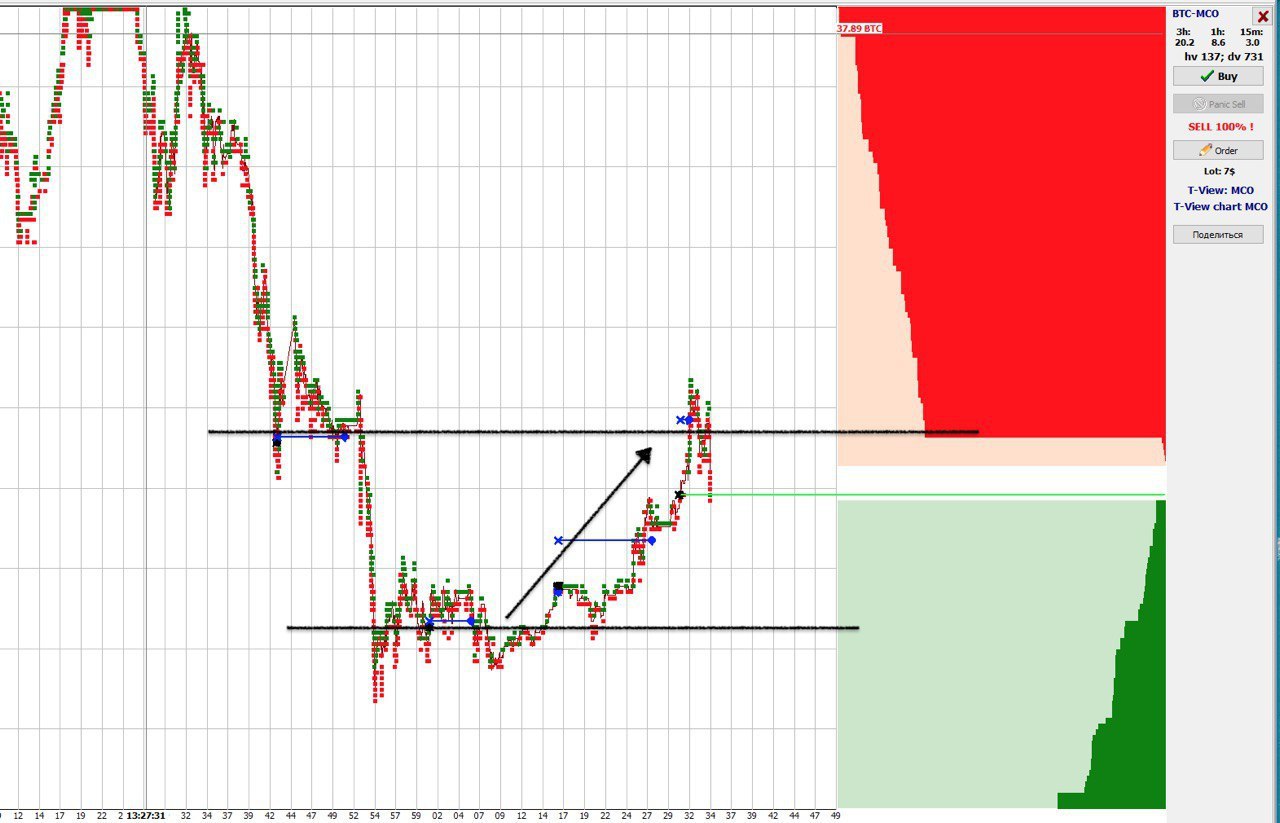 BTC-MCO
37.89 BTC
3h: 1h: 15m:
20.2 8.6 3.0
hv 137; dv 731
Buy
Panic Sell
SELL 100% !
Order
Lot: 7$
T-View: MCO
T-View chart MCO
Поделиться
12 14 17 19 22 2 13:27:31 32 34 37 39 42 44 47 49 52 54 57 59 02 04 07 09 12 14 17 19 22 24 27 29 32 34 37 39 42 44 47 49